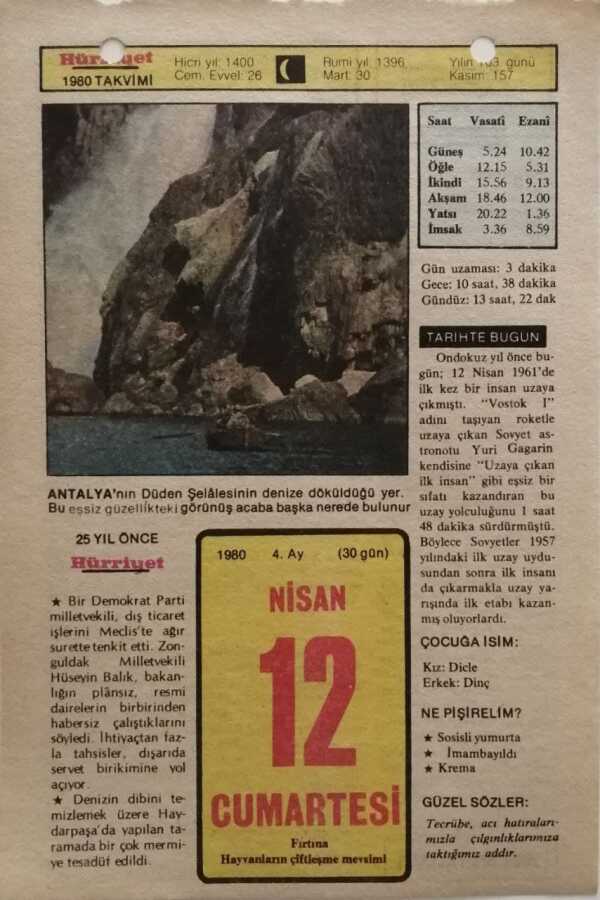 Hürriyet
1980 TAKVİMİ
Hicri yıl: 1400
Cem. Evvel: 26
Rumi yıl: 1396
Mart: 30
Yılın 103. günü
Kasım: 157
Saat Vasatî Ezanî
Güneş 5.24 10.42
Öğle 12.15 5.31
İkindi 15.56 9.13
Akşam 18.46 12.00
Yatsı 20.22 1.36
İmsak 3.36 8.59
Gün uzaması: 3 dakika
Gece: 10 saat, 38 dakika
Gündüz: 13 saat, 22 dak
TARIHTE BUGUN
Ondokuz yıl önce bu-
gün; 12 Nisan 1961'de
ilk kez bir insan uzaya
çıkmıştı. "Vostok I"
adını taşıyan roketle
uzaya çıkan Sovyet as-
tronotu Yuri Gagarin
kendisine "Uzaya çıkan
ilk insan" gibi eşsiz bir
sıfatı kazandıran bu
uzay yolculuğunu 1 saat
48 dakika sürdürmüştü.
Böylece Sovyetler 1957
yılındaki ilk uzay uydu-
sundan sonra ilk insanı
da çıkarmakla uzay ya-
rışında ilk etabı kazan-
mış oluyorlardı.
ÇOCUĞA İSİM:
Kız: Dicle
Erkek: Dinç
NE PİŞİRELİM?
★ Sosisli yumurta
★ İmambayıldı
★ Krema
GÜZEL SÖZLER:
Tecrübe, acı hatıraları-
mızla çılgınlıklarımıza
taktığımız addır.
ANTALYA'nın Düden Şelâlesinin denize döküldüğü yer.
Bu eşsiz güzellikteki görünüş acaba başka nerede bulunur
25 YIL ÖNCE
Hürriyet
★ Bir Demokrat Parti
milletvekili, dış ticaret
işlerini Meclis'te ağır
surette tenkit etti. Zon-
guldak Milletvekili
Hüseyin Balık, bakan-
lığın plânsız, resmi
dairelerin birbirinden
habersiz çalıştıklarını
söyledi. İhtiyaçtan faz-
la tahsisler, dışarıda
servet birikimine yol
açıyor.
★ Denizin dibini te-
mizlemek üzere Hay-
darpaşa'da yapılan ta-
ramada bir çok mermi-
ye tesadüf edildi.
1980 4. Ay (30 gün)
NİSAN
12
CUMARTESİ
Fırtına
Hayvanların çiftleşme mevsimi